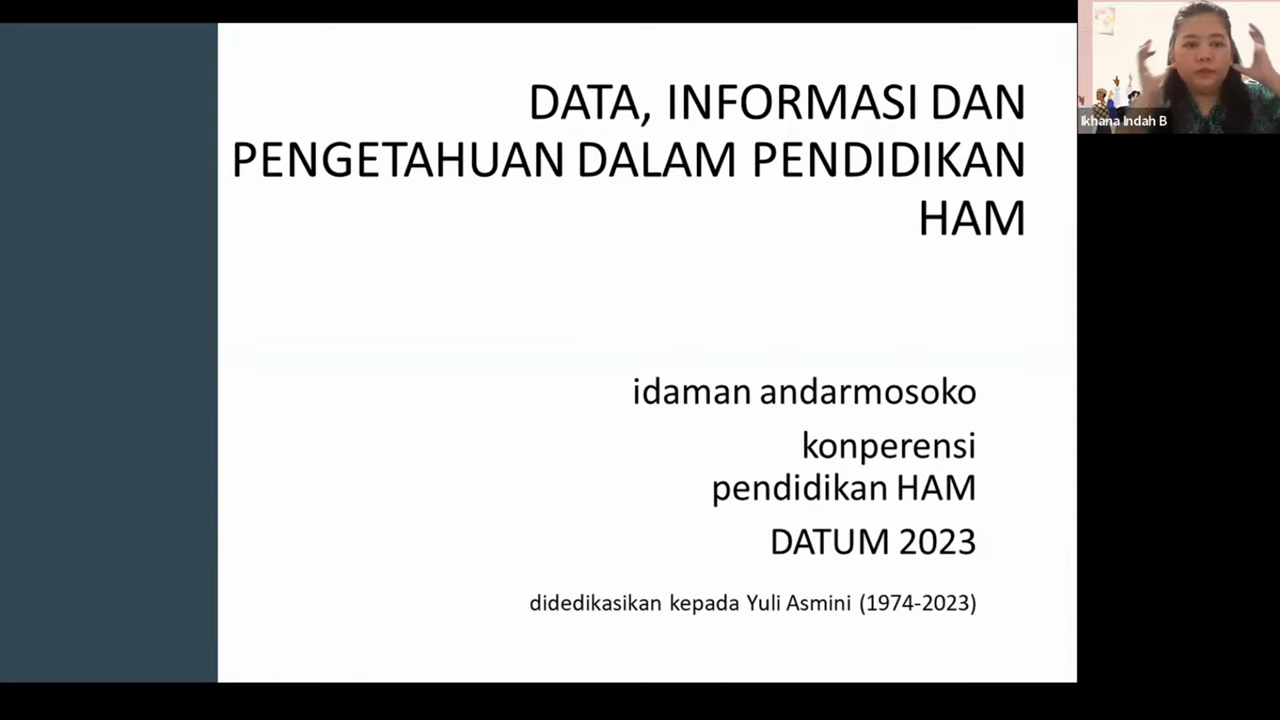 DATA, INFORMASI DAN
PENGETAHUAN DALAM PENDIDIKAN
HAM
idaman andarmosoko
konperensi
pendidikan HAM
DATUM 2023
didedikasikan kepada Yuli Asmini (1974-2023)
Ikhana Indah B